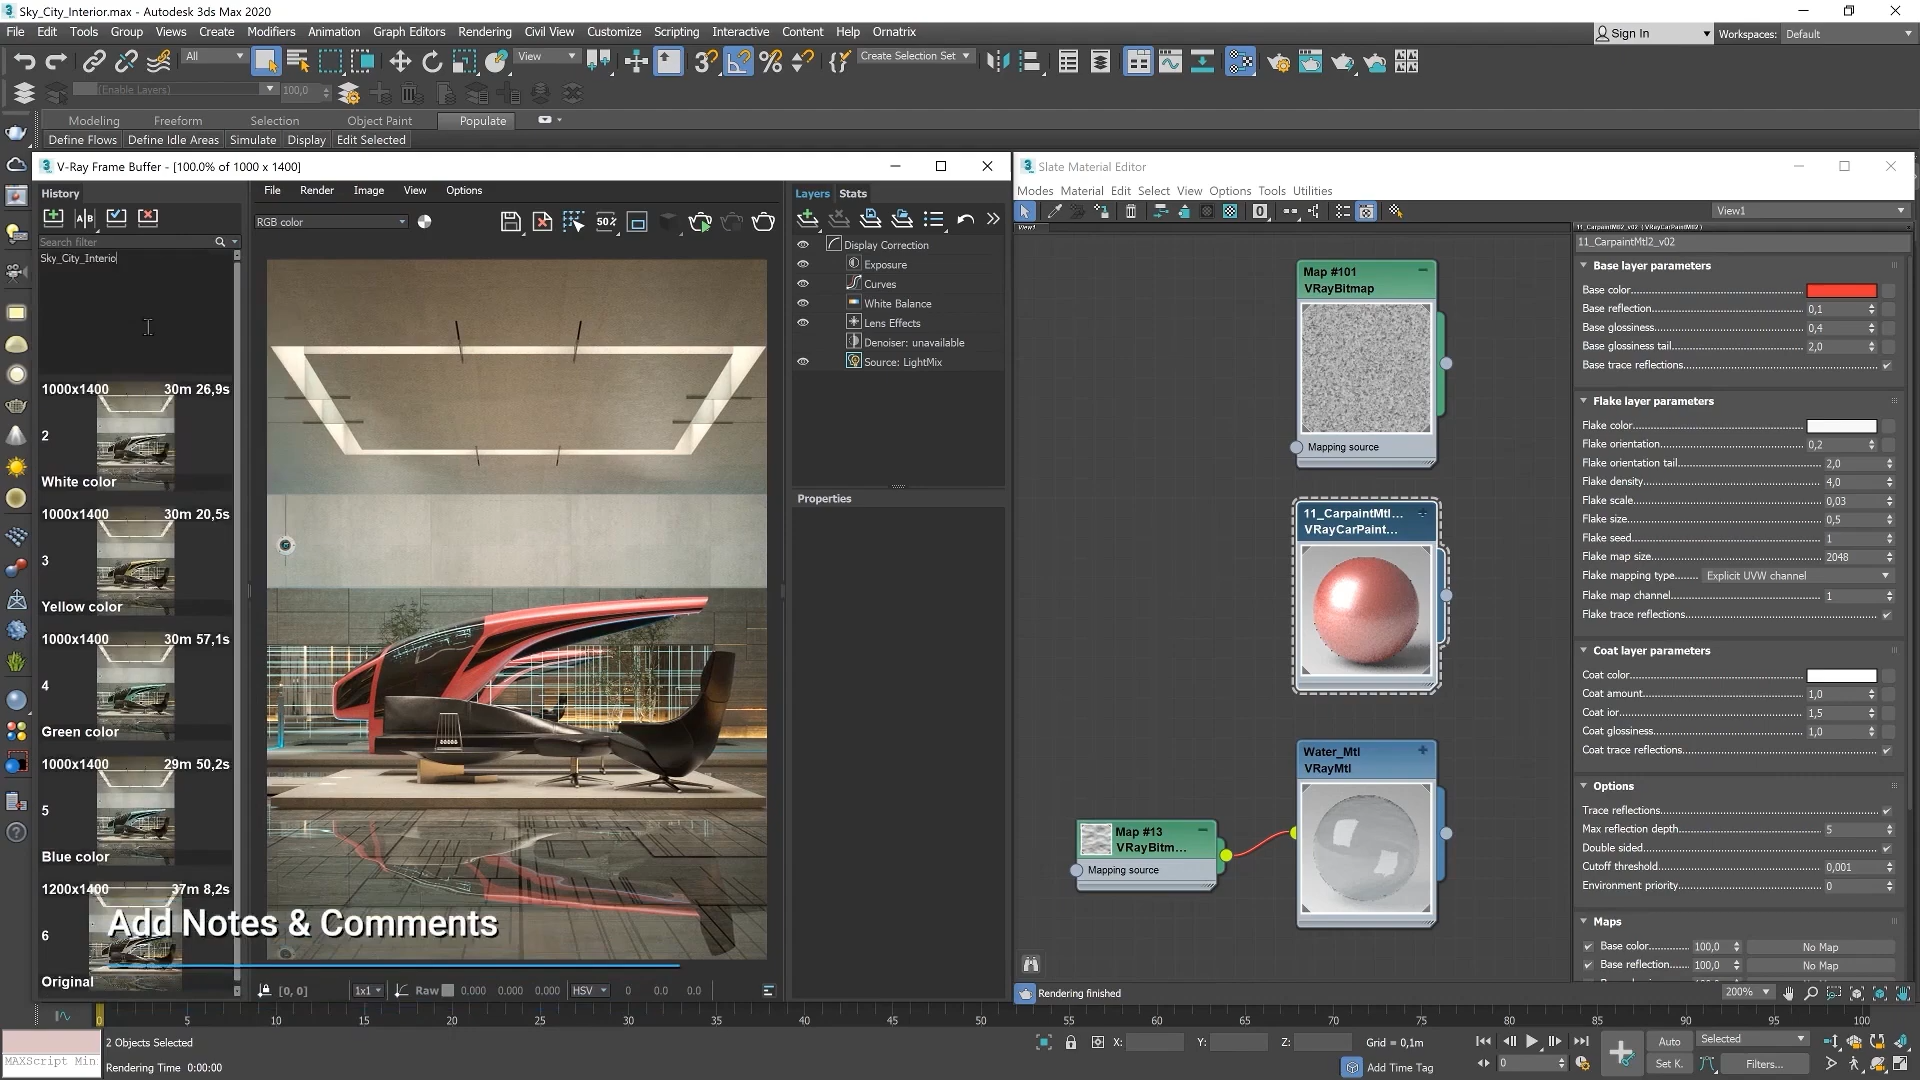 Sky_City_Interior.max - Autodesk 3ds Max 2020
File Edit Tools Group Views Create Modifiers Animation Graph Editors Rendering Civil View Customize Scripting Interactive Content Help Ornatrix
Sign In
Workspaces: Default
All
View
Create Selection Set
(Enable Layers)
100,0
Modeling Freeform Selection Object Paint Populate
Define Flows Define Idle Areas Simulate Display Edit Selected
V-Ray Frame Buffer - [100.0% of 1000 x 1400]
History
Search filter
Sky_City_Interio
1000x1400 30m 26,9s
2
White color
1000x1400 30m 20,5s
3
Yellow color
1000x1400 30m 57,1s
4
Green color
1000x1400 29m 50,2s
5
Blue color
1200x1400 37m 8,2s
6
Original
File Render Image View Options
RGB color
Layers Stats
Display Correction
Exposure
Curves
White Balance
Lens Effects
Denoiser: unavailable
Source: LightMix
Properties
Add Notes & Comments
[0, 0]
1x1
Raw
0.000 0.000 0.000
HSV
0 0.0 0.0
Slate Material Editor
Modes Material Edit Select View Options Tools Utilities
View1
View1
Map #101
VRayBitmap
Mapping source
11_CarpaintMtl...
VRayCarPaint...
Water_Mtl
VRayMtl
Map #13
VRayBitm...
Mapping source
Rendering finished
200%
11_CarpaintMtl2_v02 ( VRayCarPaintMtl2 )
11_CarpaintMtl2_v02
Base layer parameters
Base color
Base reflection 0,1
Base glossiness 0,4
Base glossiness tail 2,0
Base trace reflections
Flake layer parameters
Flake color
Flake orientation 0,2
Flake orientation tail 2,0
Flake density 4,0
Flake scale 0,03
Flake size 0,5
Flake seed 1
Flake map size 2048
Flake mapping type Explicit UVW channel
Flake map channel 1
Flake trace reflections
Coat layer parameters
Coat color
Coat amount 1,0
Coat ior 1,5
Coat glossiness 1,0
Coat trace reflections
Options
Trace reflections
Max reflection depth 5
Double sided
Cutoff threshold 0,001
Environment priority 0
Maps
Base color 100,0 No Map
Base reflection 100,0 No Map
0 5 10 15 20 25 30 35 40 45 50 55 60 65 70 75 80 85 90 95 100
MAXScript Min
2 Objects Selected
Rendering Time 0:00:00
X: Y: Z: Grid = 0,1m
Add Time Tag
0
Auto
Set K.
Selected
Filters...